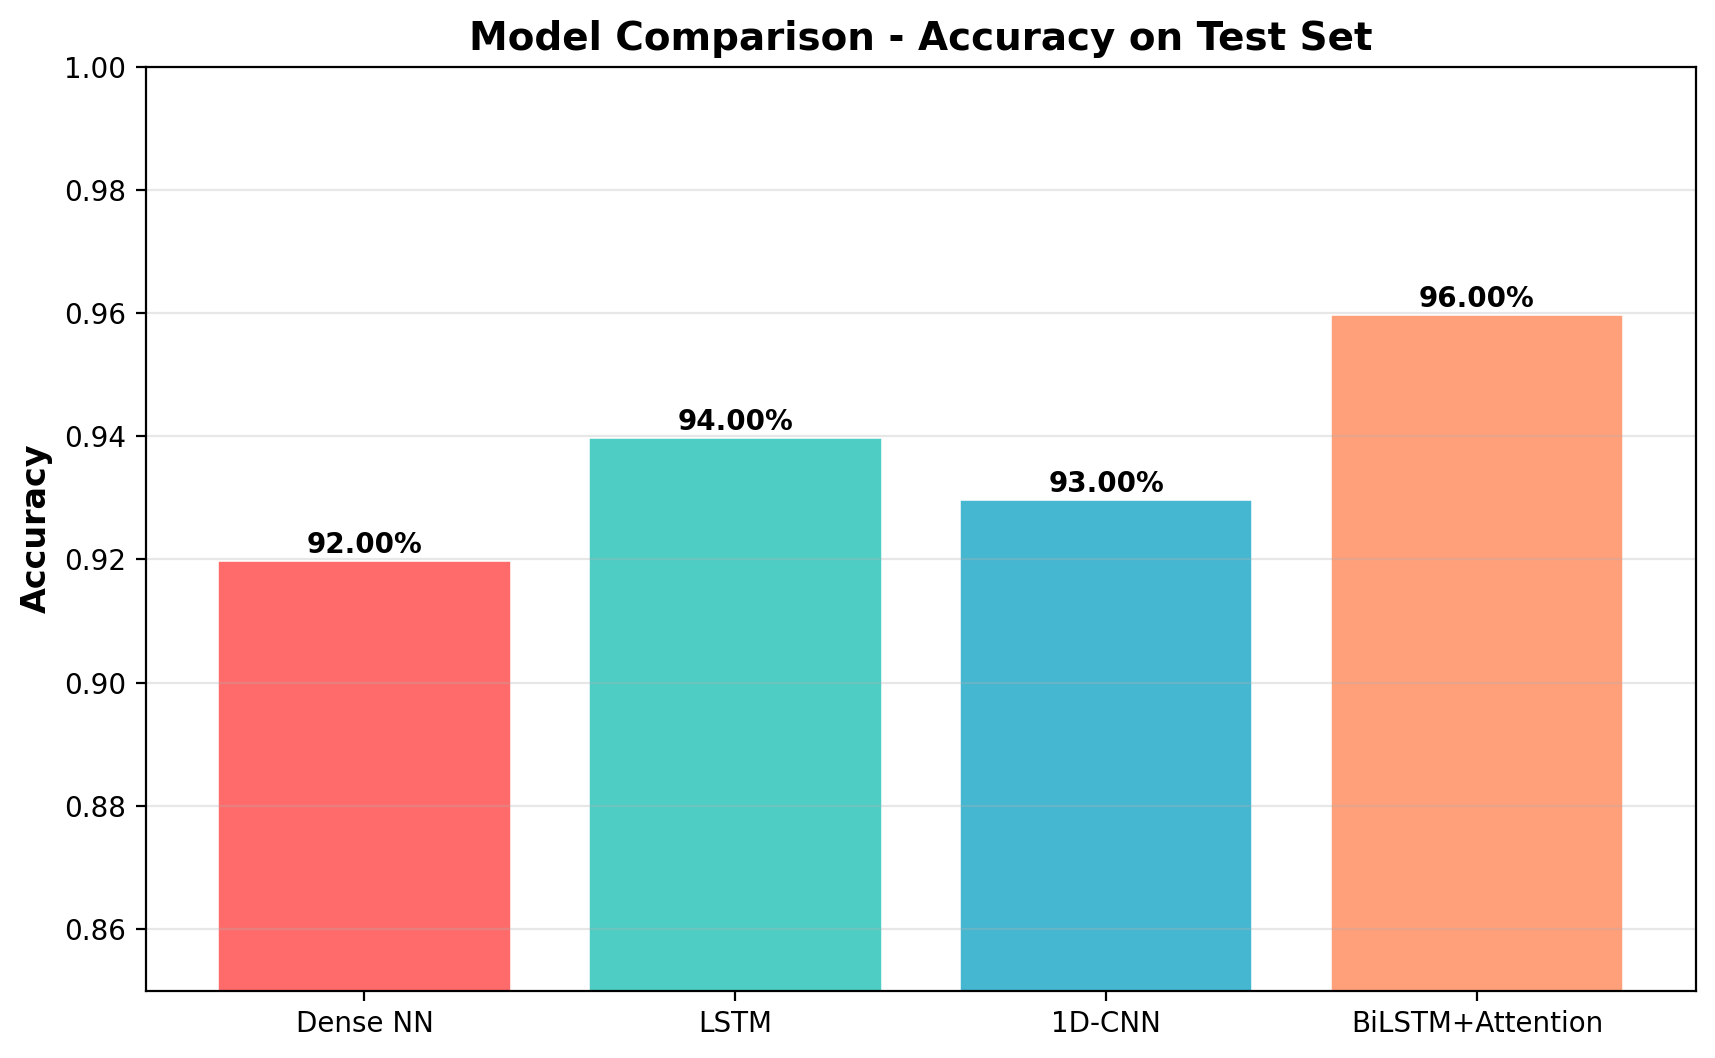 Model Comparison - Accuracy on Test Set
1.00
0.98
0.96
0.94
0.92
0.90
0.88
0.86
Accuracy
92.00%
94.00%
93.00%
96.00%
Dense NN
LSTM
1D-CNN
BiLSTM+Attention